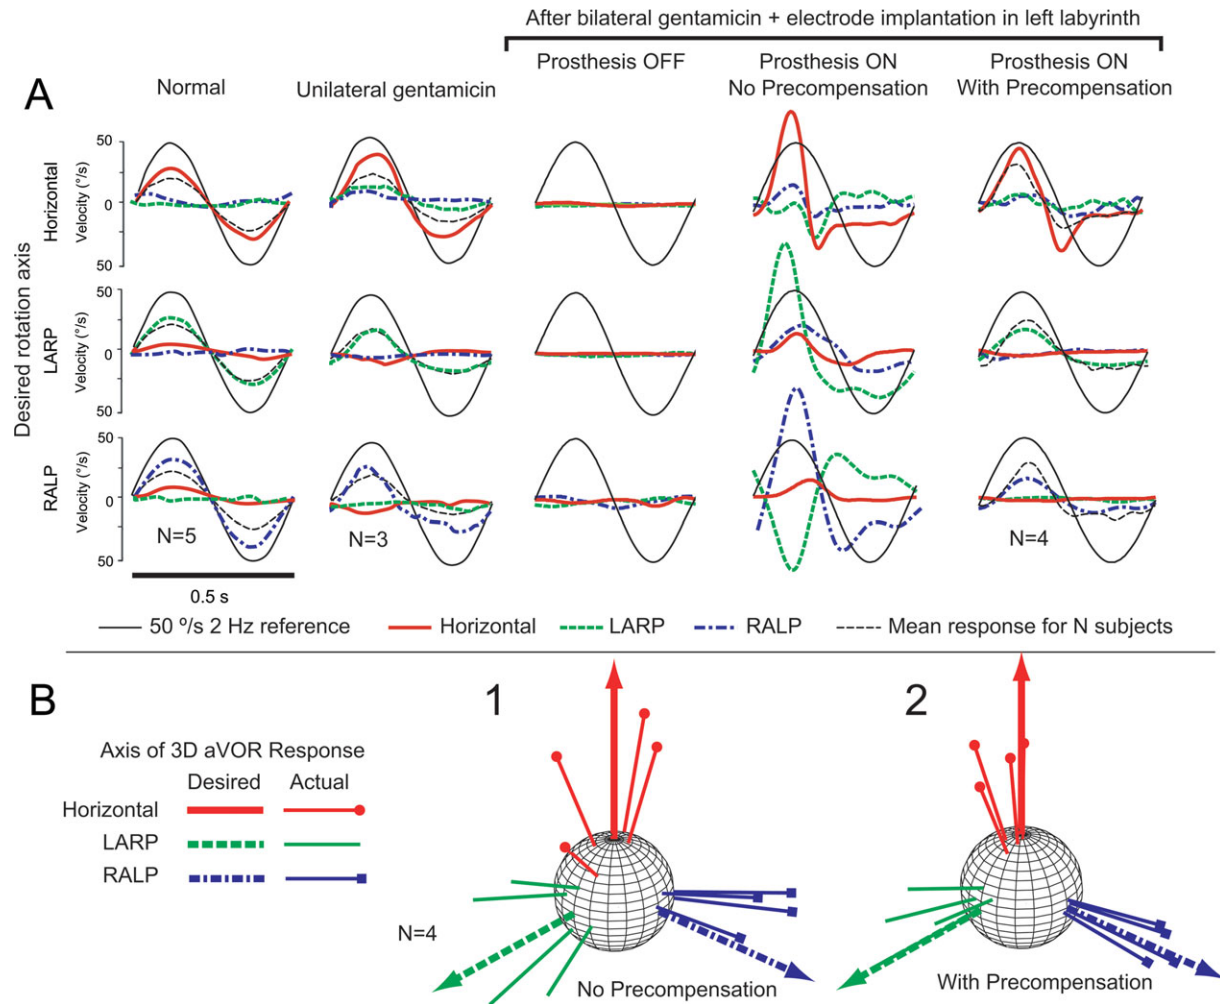 After bilateral gentamicin + electrode implantation in left labyrinth
Prosthesis OFF
Prosthesis ON
No Precompensation
Prosthesis ON
With Precompensation
A
Normal
Unilateral gentamicin
Desired rotation axis
Horizontal
Velocity (°/s)
50
0
50
LARP
Velocity (°/s)
50
0
50
RALP
Velocity (°/s)
50
0
50
N=5
N=3
N=4
0.5 s
50 º/s 2 Hz reference
Horizontal
LARP
RALP
Mean response for N subjects
B
1
2
Axis of 3D aVOR Response
Desired
Actual
Horizontal
LARP
RALP
N=4
No Precompensation
With Precompensation